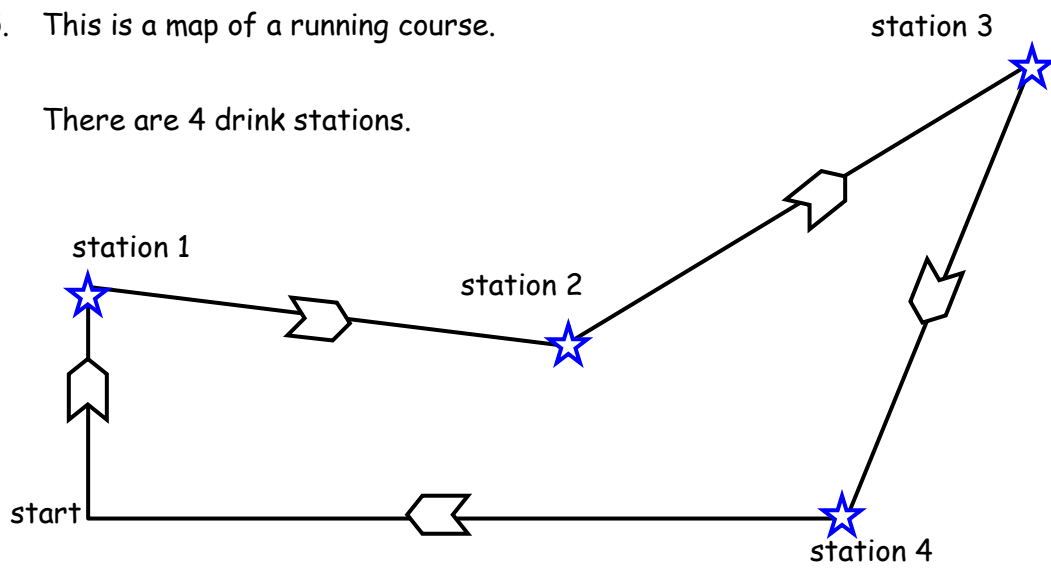 This is a map of a running course.
station 3
There are 4 drink stations.
station 1
station 2
start
station 4